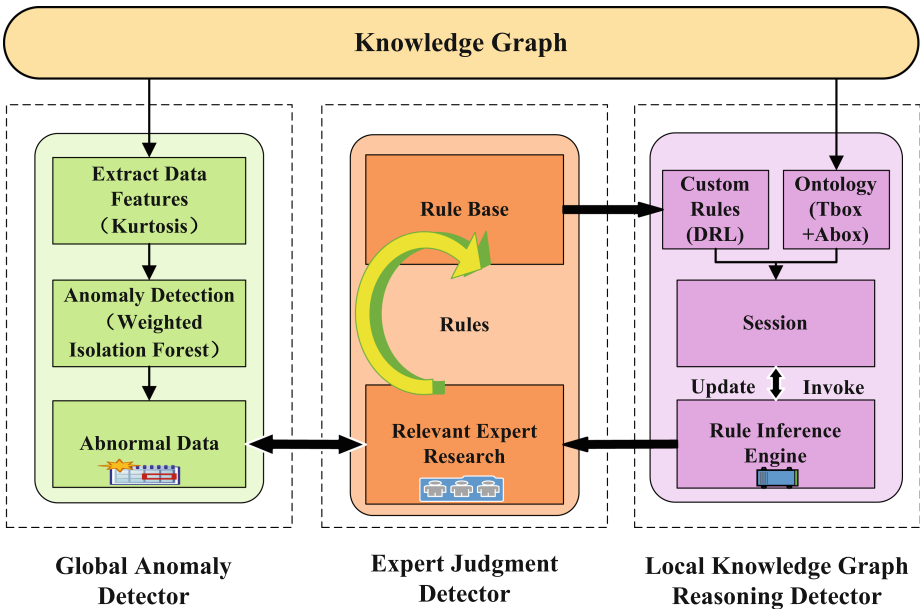 Knowledge Graph
Extract Data
Features
（Kurtosis）
Anomaly Detection
（Weighted
Isolation Forest）
Abnormal Data
Global Anomaly
Detector
Rule Base
Rules
Relevant Expert
Research
Expert Judgment
Detector
Custom
Rules
(DRL)
Ontology
(Tbox
+Abox)
Session
Update
Invoke
Rule Inference
Engine
Local Knowledge Graph
Reasoning Detector